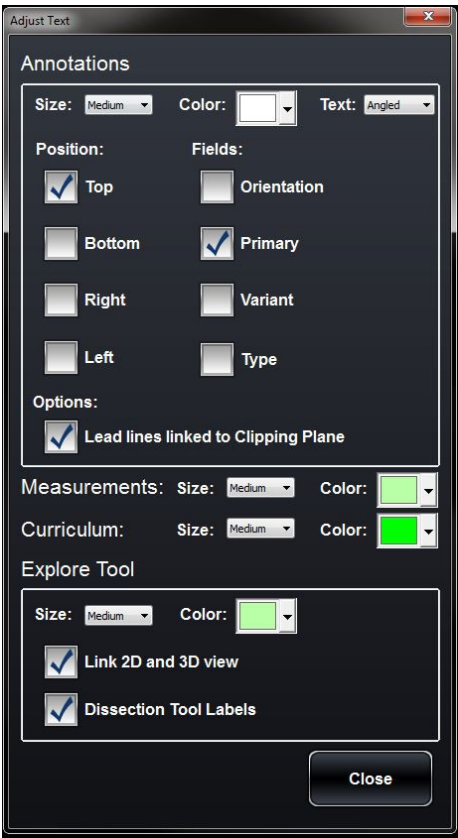 Adjust Text
Annotations
Size: Medium Color: Text: Angled
Position: Fields:
Top Orientation
Bottom Primary
Right Variant
Left Type
Options:
Lead lines linked to Clipping Plane
Measurements: Size: Medium Color:
Curriculum: Size: Medium Color:
Explore Tool
Size: Medium Color:
Link 2D and 3D view
Dissection Tool Labels
Close